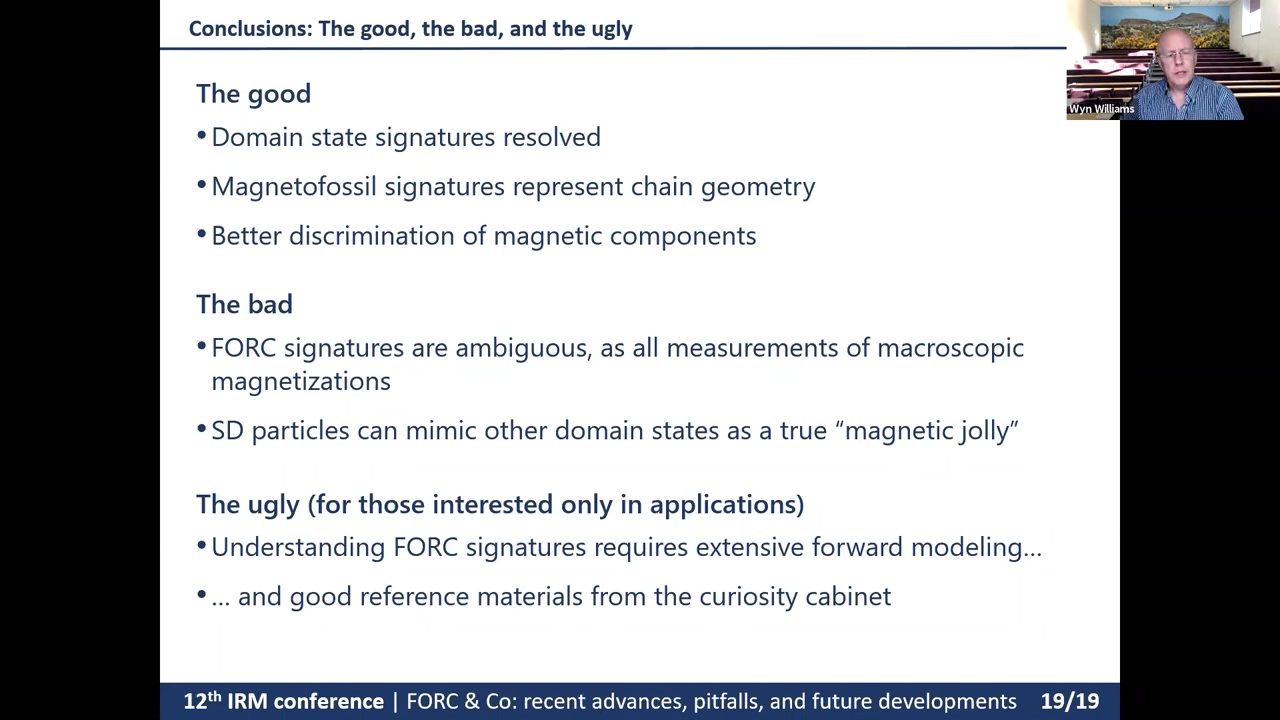 Conclusions: The good, the bad, and the ugly
Wyn Williams
The good
• Domain state signatures resolved
• Magnetofossil signatures represent chain geometry
• Better discrimination of magnetic components
The bad
• FORC signatures are ambiguous, as all measurements of macroscopic
magnetizations
• SD particles can mimic other domain states as a true “magnetic jolly”
The ugly (for those interested only in applications)
• Understanding FORC signatures requires extensive forward modeling...
• ... and good reference materials from the curiosity cabinet
12th IRM conference | FORC & Co: recent advances, pitfalls, and future developments 19/19